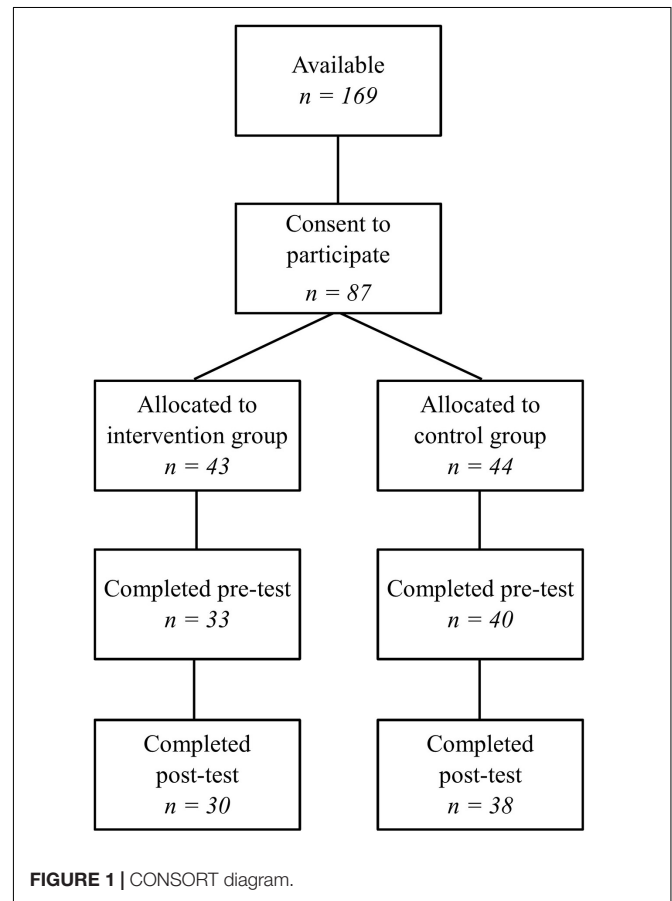 Available
n = 169
Consent to
participate
n = 87
Allocated to
intervention group
n = 43
Allocated to
control group
n = 44
Completed pre-test
n = 33
Completed pre-test
n = 40
Completed
post-test
n = 30
Completed
post-test
n = 38
FIGURE 1 | CONSORT diagram.